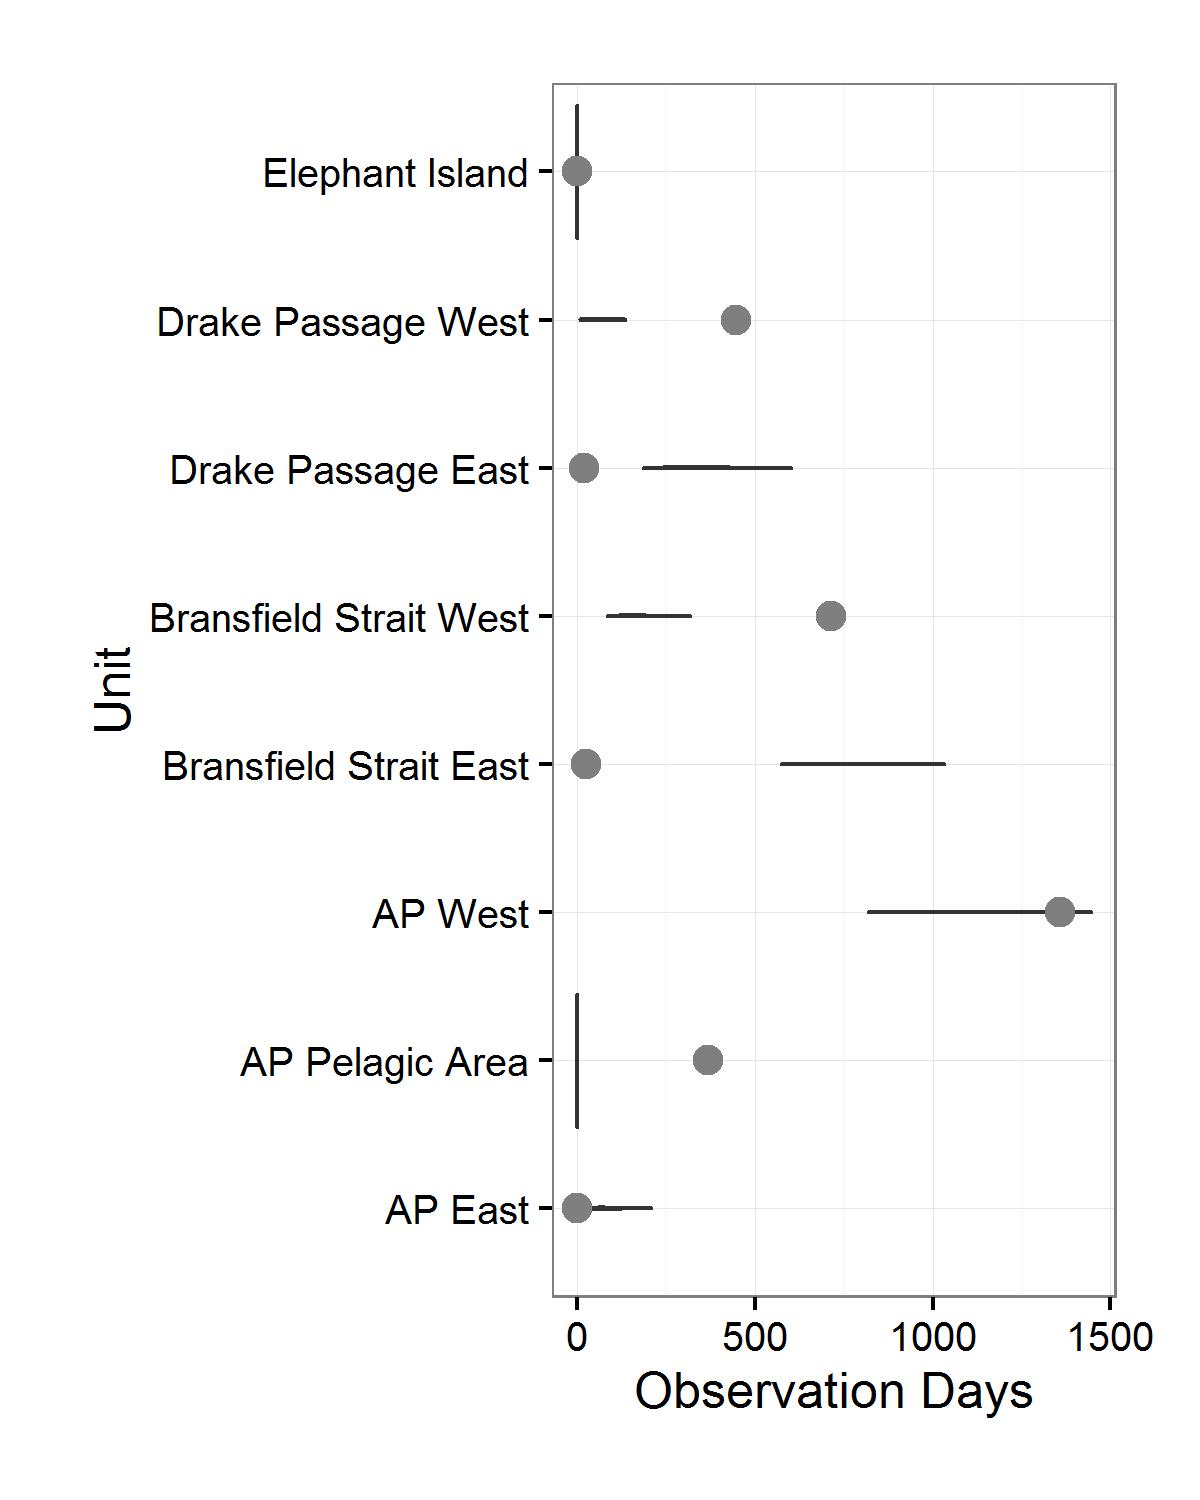 Elephant Island
Drake Passage West
Drake Passage East
Bransfield Strait West
Unit
Bransfield Strait East
AP West
AP Pelagic Area
AP East
0 500 1000 1500
Observation Days